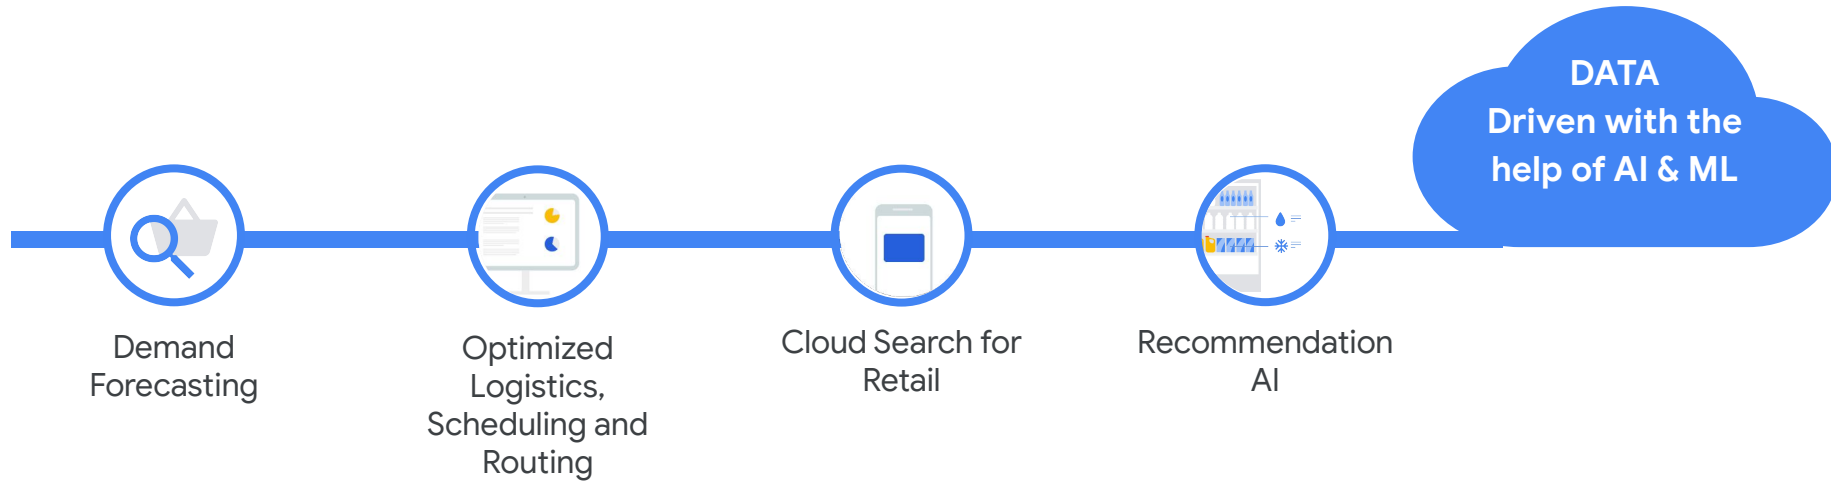 DATA
Driven with the
help of AI & ML
Demand
Forecasting
Optimized
Logistics,
Scheduling and
Routing
Cloud Search for
Retail
Recommendation
AI